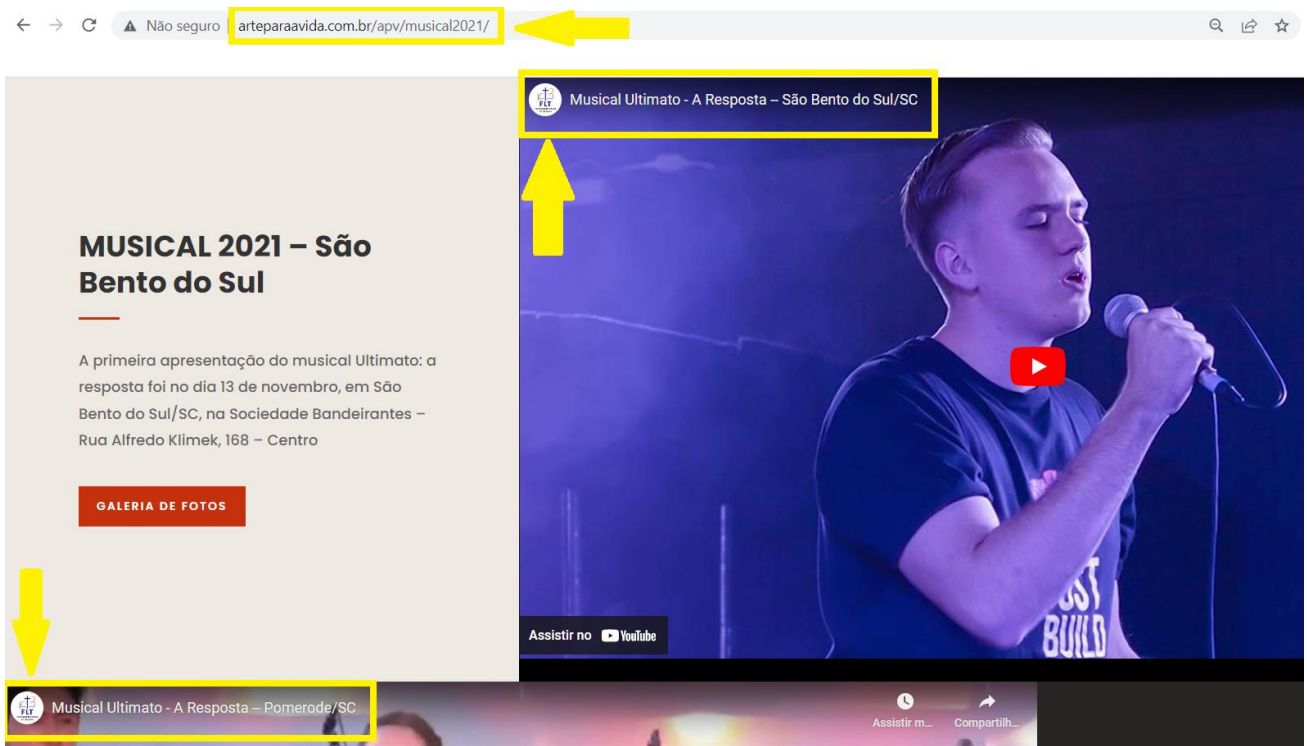 Não seguro
arteparaavida.com.br/apv/musical2021/
FLT
Musical Ultimato - A Resposta – São Bento do Sul/SC
MUSICAL 2021 – São
Bento do Sul
A primeira apresentação do musical Ultimato: a
resposta foi no dia 13 de novembro, em São
Bento do Sul/SC, na Sociedade Bandeirantes –
Rua Alfredo Klimek, 168 – Centro
GALERIA DE FOTOS
BUILD
Assistir no YouTube
FLT
Musical Ultimato - A Resposta – Pomerode/SC
Assistir m...
Compartilh...